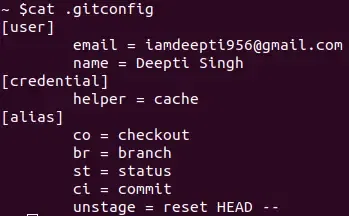 ~ $cat .gitconfig
[user]
        email = iamdeepti956@gmail.com
        name = Deepti Singh
[credential]
        helper = cache
[alias]
        co = checkout
        br = branch
        st = status
        ci = commit
        unstage = reset HEAD --